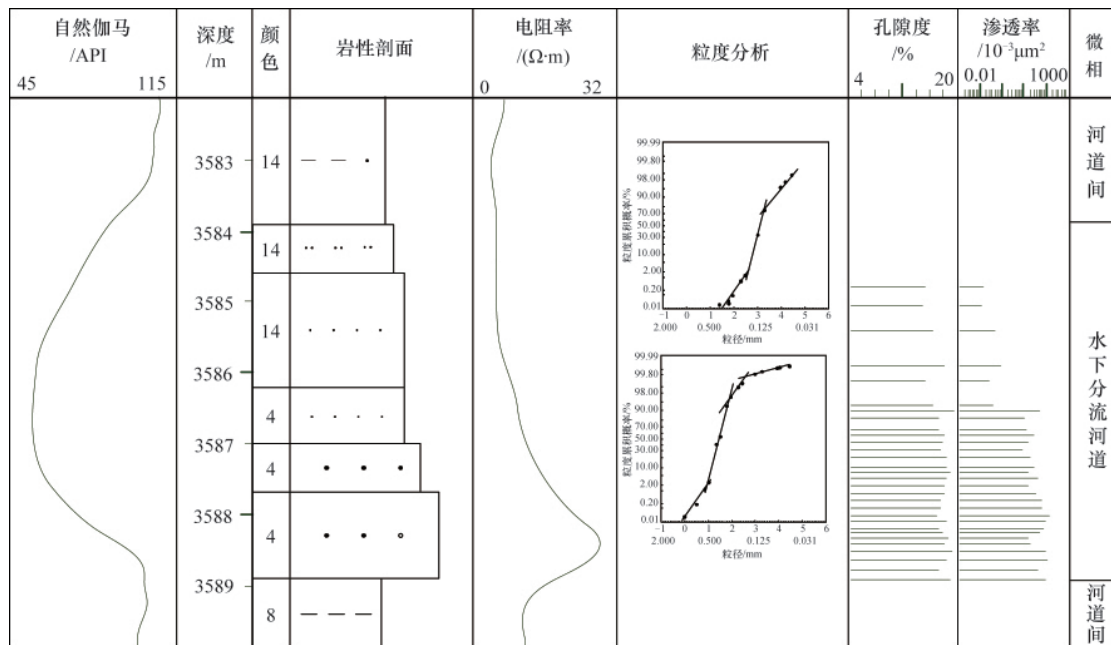 自然伽马
/API
45 115
深度
/m
颜
色
岩性剖面
电阻率
/(Ω·m)
0 32
粒度分析
孔隙度
/%
4 20
渗透率
/10⁻³μm²
0.01 1000
微
相
3583
3584
3585
3586
3587
3588
3589
14
14
14
4
4
4
8
粒度累积概率/%
99.99
99.80
98.00
90.00
70.00
50.00
30.00
2.00
0.20
0.01
-1 0 1 2 3 4 5 6
2.000 0.500 0.125 0.031
粒径/mm
粒度累积概率/%
99.99
99.80
98.00
90.00
70.00
50.00
30.00
10.00
2.00
0.20
0.01
-1 0 1 2 3 4 5 6
2.000 0.500 0.125 0.031
粒径/mm
河
道
间
水
下
分
流
河
道
河
道
间